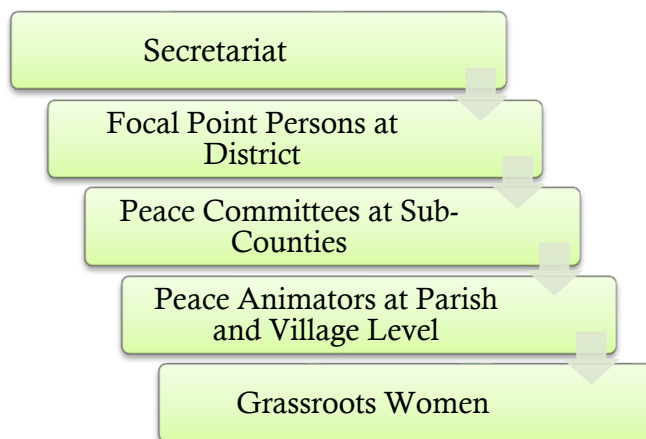 Secretariat
Focal Point Persons at
District
Peace Committees at Sub-
Counties
Peace Animators at Parish
and Village Level
Grassroots Women